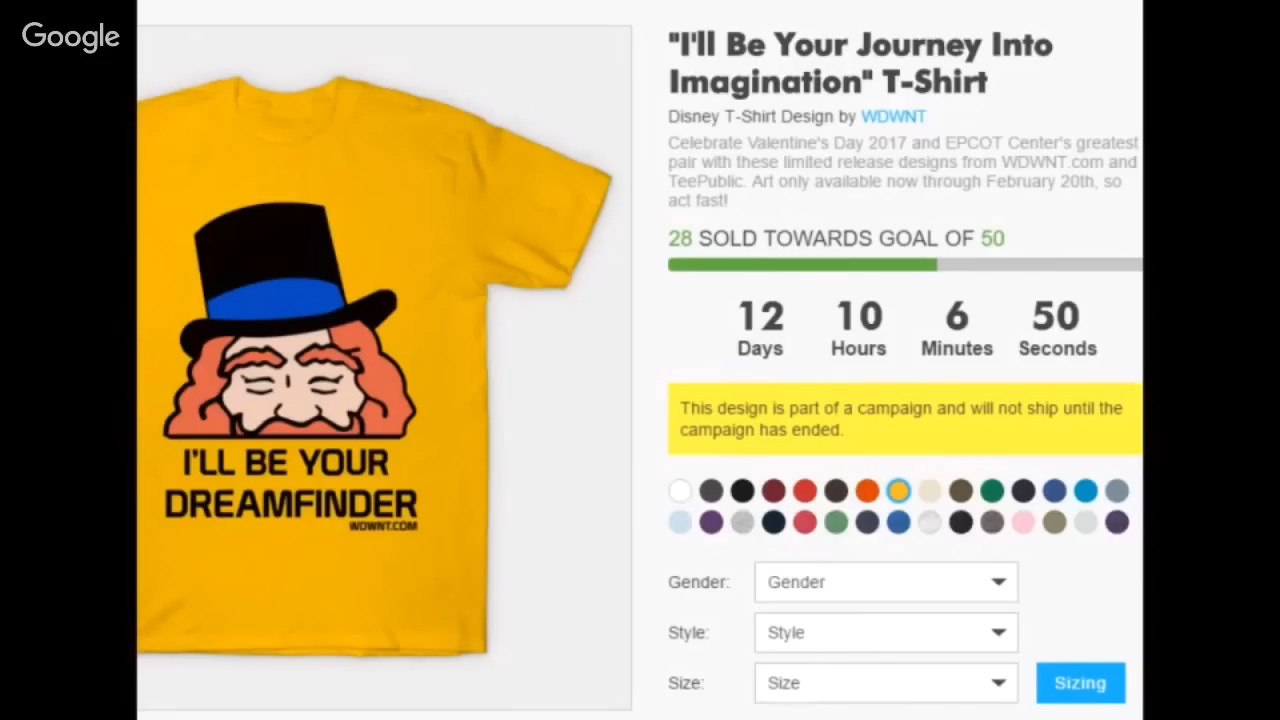 Google
"I'll Be Your Journey Into
Imagination" T-Shirt
Disney T-Shirt Design by WDWNT
Celebrate Valentine's Day 2017 and EPCOT Center's greatest
pair with these limited release designs from WDWNT.com and
TeePublic. Art only available now through February 20th, so
act fast!
28 SOLD TOWARDS GOAL OF 50
12 10 6 50
Days Hours Minutes Seconds
This design is part of a campaign and will not ship until the
campaign has ended.
I'LL BE YOUR
DREAMFINDER
WDWNT.COM
Gender: Gender
Style: Style
Size: Size Sizing